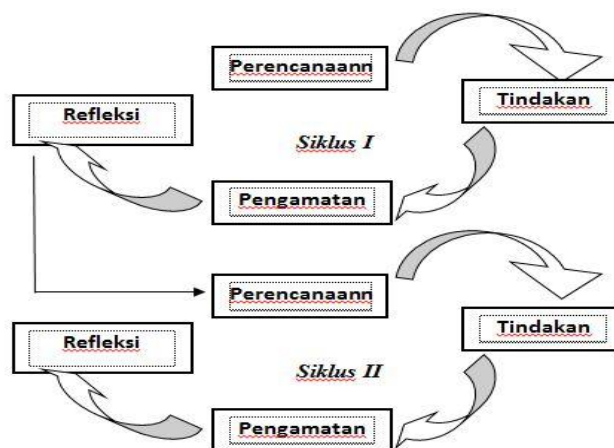 Perencanaann
Tindakan
Refleksi
Siklus I
Pengamatan
Perencanaann
Tindakan
Refleksi
Siklus II
Pengamatan